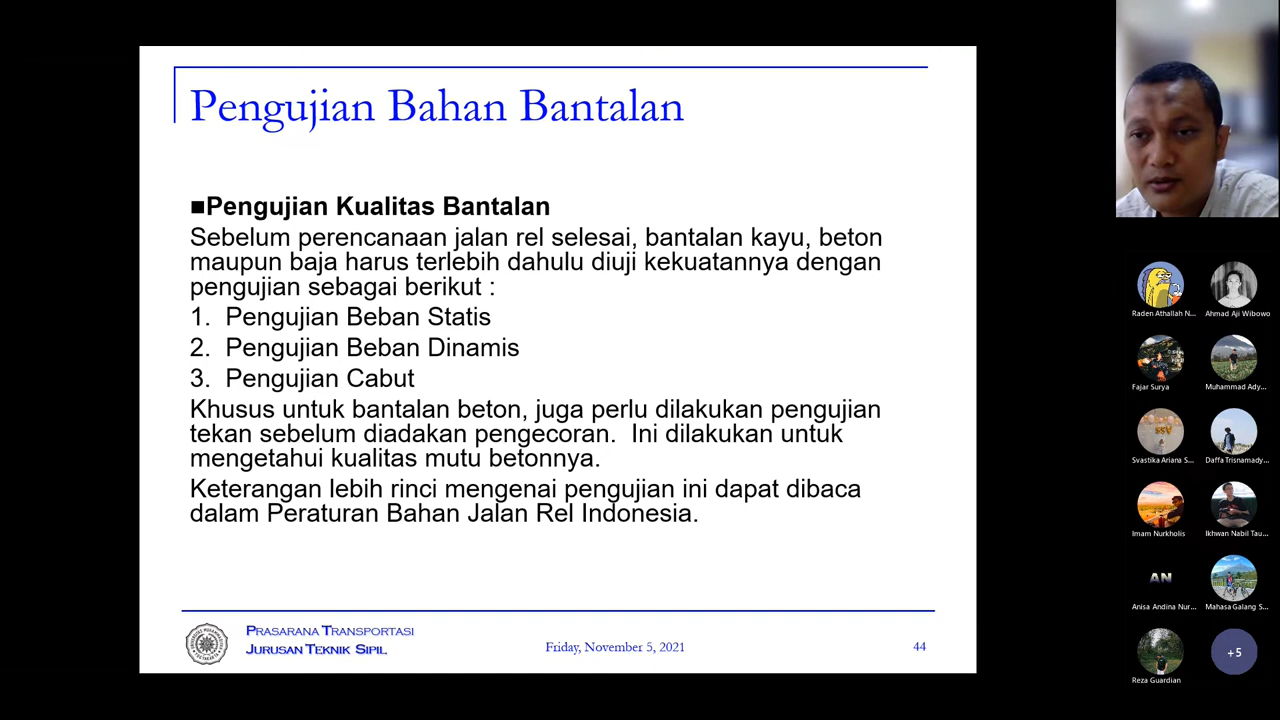 Pengujian Bahan Bantalan
■Pengujian Kualitas Bantalan
Sebelum perencanaan jalan rel selesai, bantalan kayu, beton
maupun baja harus terlebih dahulu diuji kekuatannya dengan
pengujian sebagai berikut :
1. Pengujian Beban Statis
2. Pengujian Beban Dinamis
3. Pengujian Cabut
Khusus untuk bantalan beton, juga perlu dilakukan pengujian
tekan sebelum diadakan pengecoran. Ini dilakukan untuk
mengetahui kualitas mutu betonnya.
Keterangan lebih rinci mengenai pengujian ini dapat dibaca
dalam Peraturan Bahan Jalan Rel Indonesia.
PRASARANA TRANSPORTASI
JURUSAN TEKNIK SIPIL
Friday, November 5, 2021
44
Raden Athallah N...
Ahmad Aji Wibowo
Fajar Surya
Muhammad Ady...
Svastika Ariana S...
Daffa Trisnamady...
Imam Nurkholis
Ikhwan Nabil Tau...
AN
Anisa Andina Nur...
Mahasa Galang S...
Reza Guardian
+5